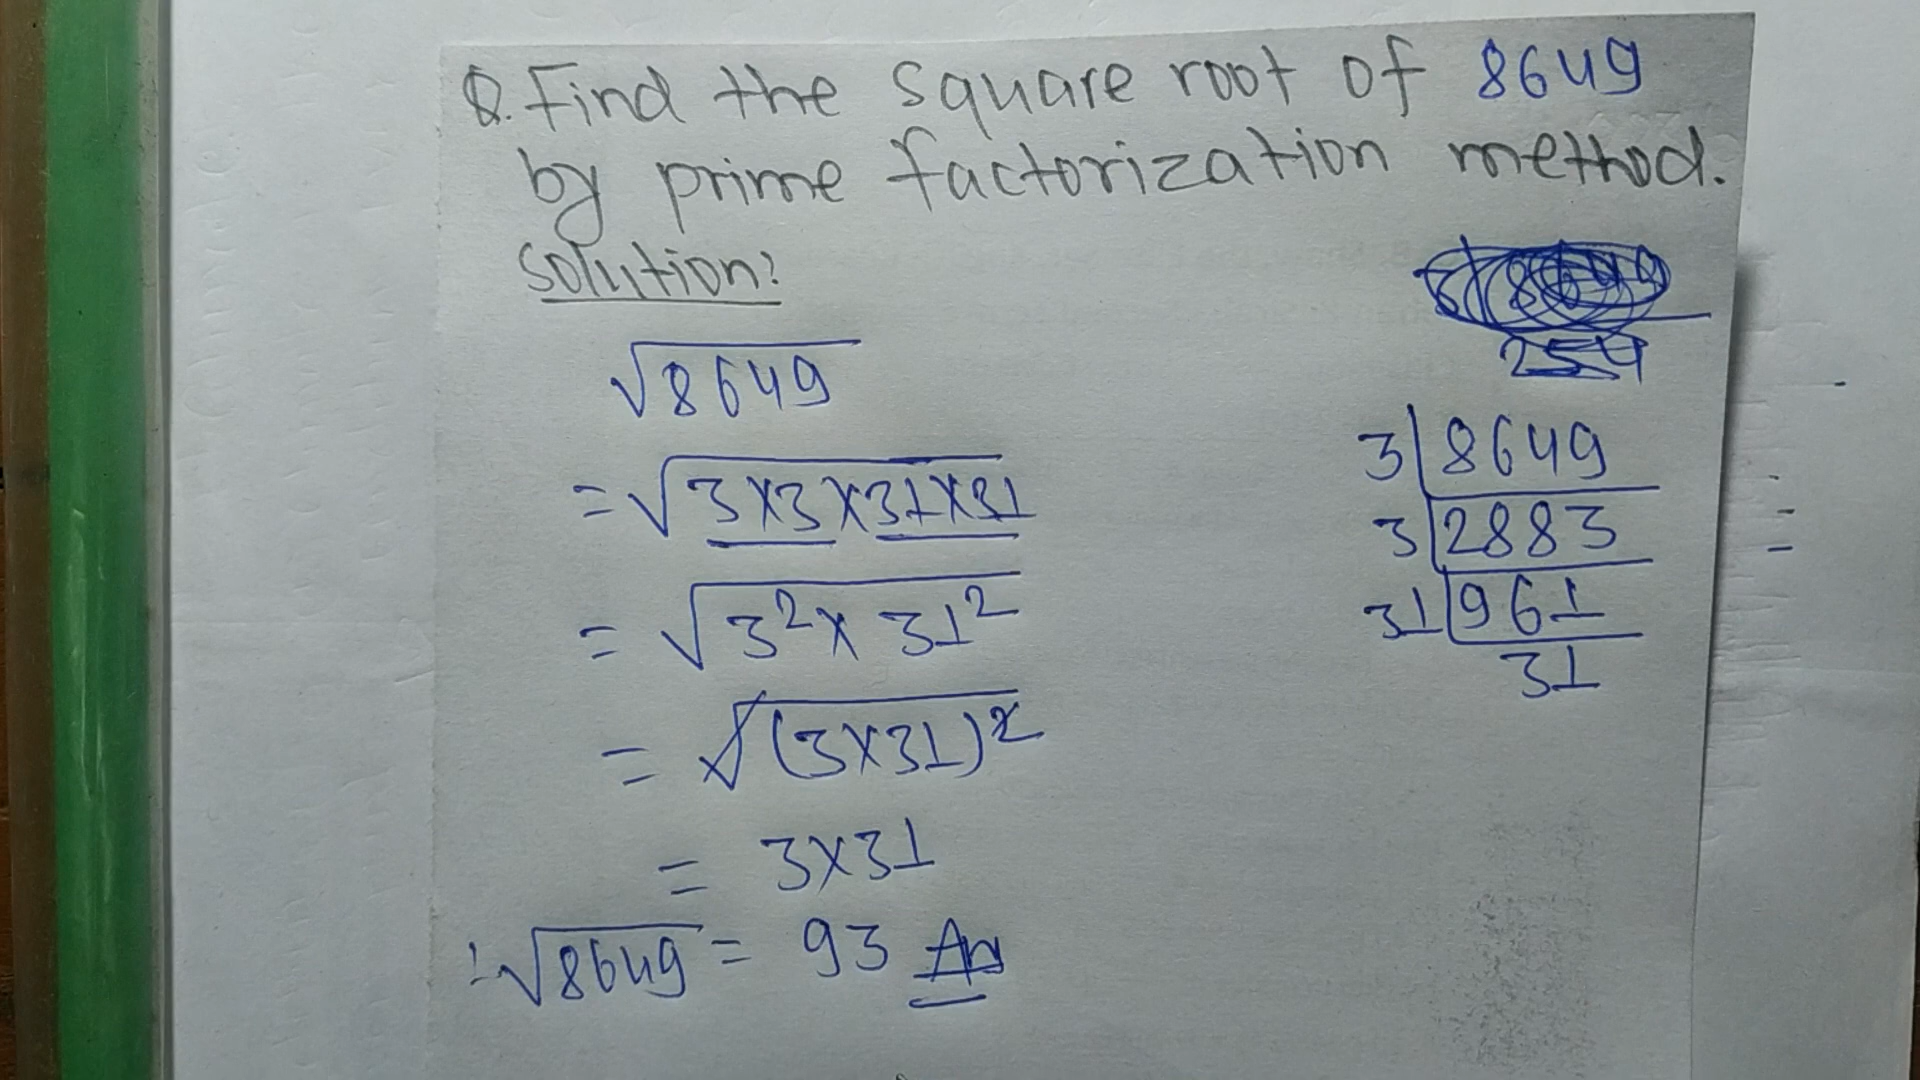 Q. Find the square root of 8649
by prime factorization method.
Solution:
√8649
= √3×3×31×31
= √3²×31²
= √(3×31)²
= 3×31
∴ √8649 = 93 Ans
254
3|8649
3|2883
31|961
31